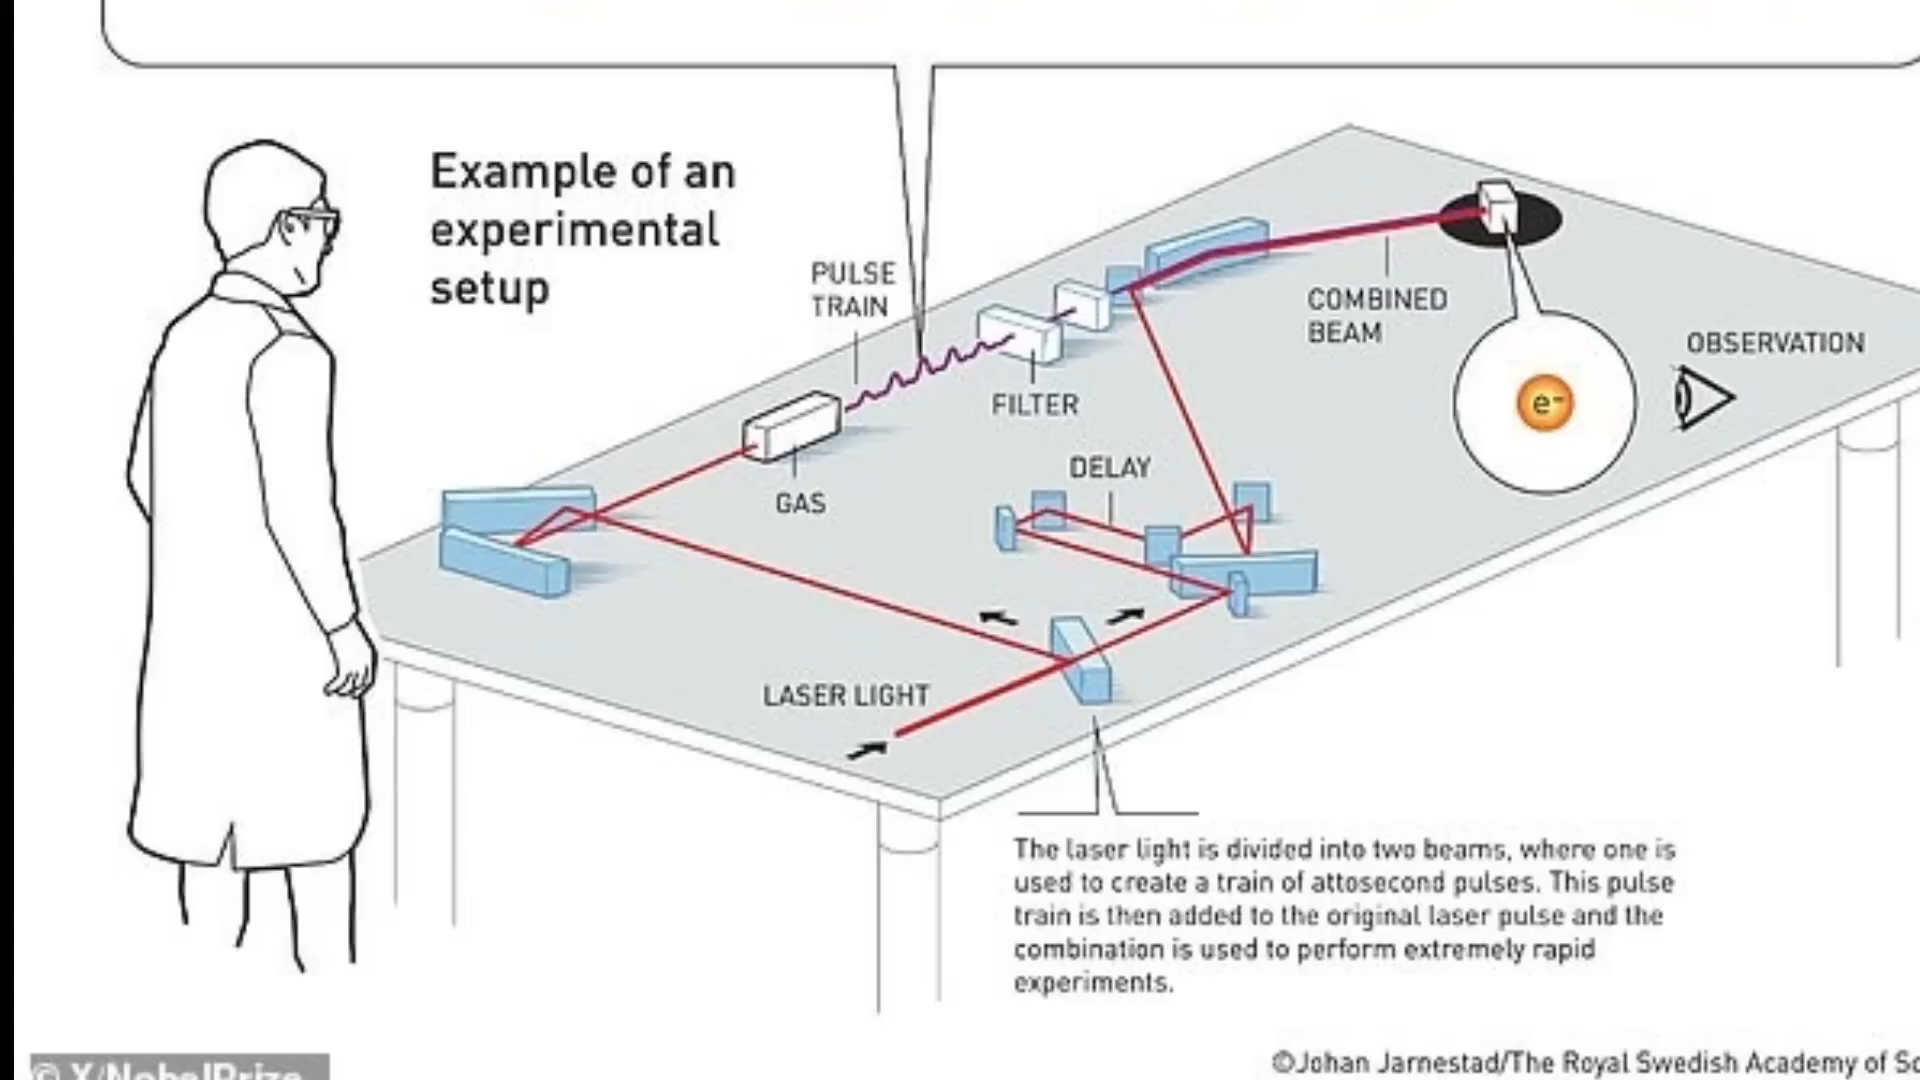 Example of an
experimental
setup
PULSE
TRAIN
FILTER
GAS
COMBINED
BEAM
OBSERVATION
e-
DELAY
LASER LIGHT
The laser light is divided into two beams, where one is
used to create a train of attosecond pulses. This pulse
train is then added to the original laser pulse and the
combination is used to perform extremely rapid
experiments.
© X/NobelPrize
©Johan Jarnestad/The Royal Swedish Academy of